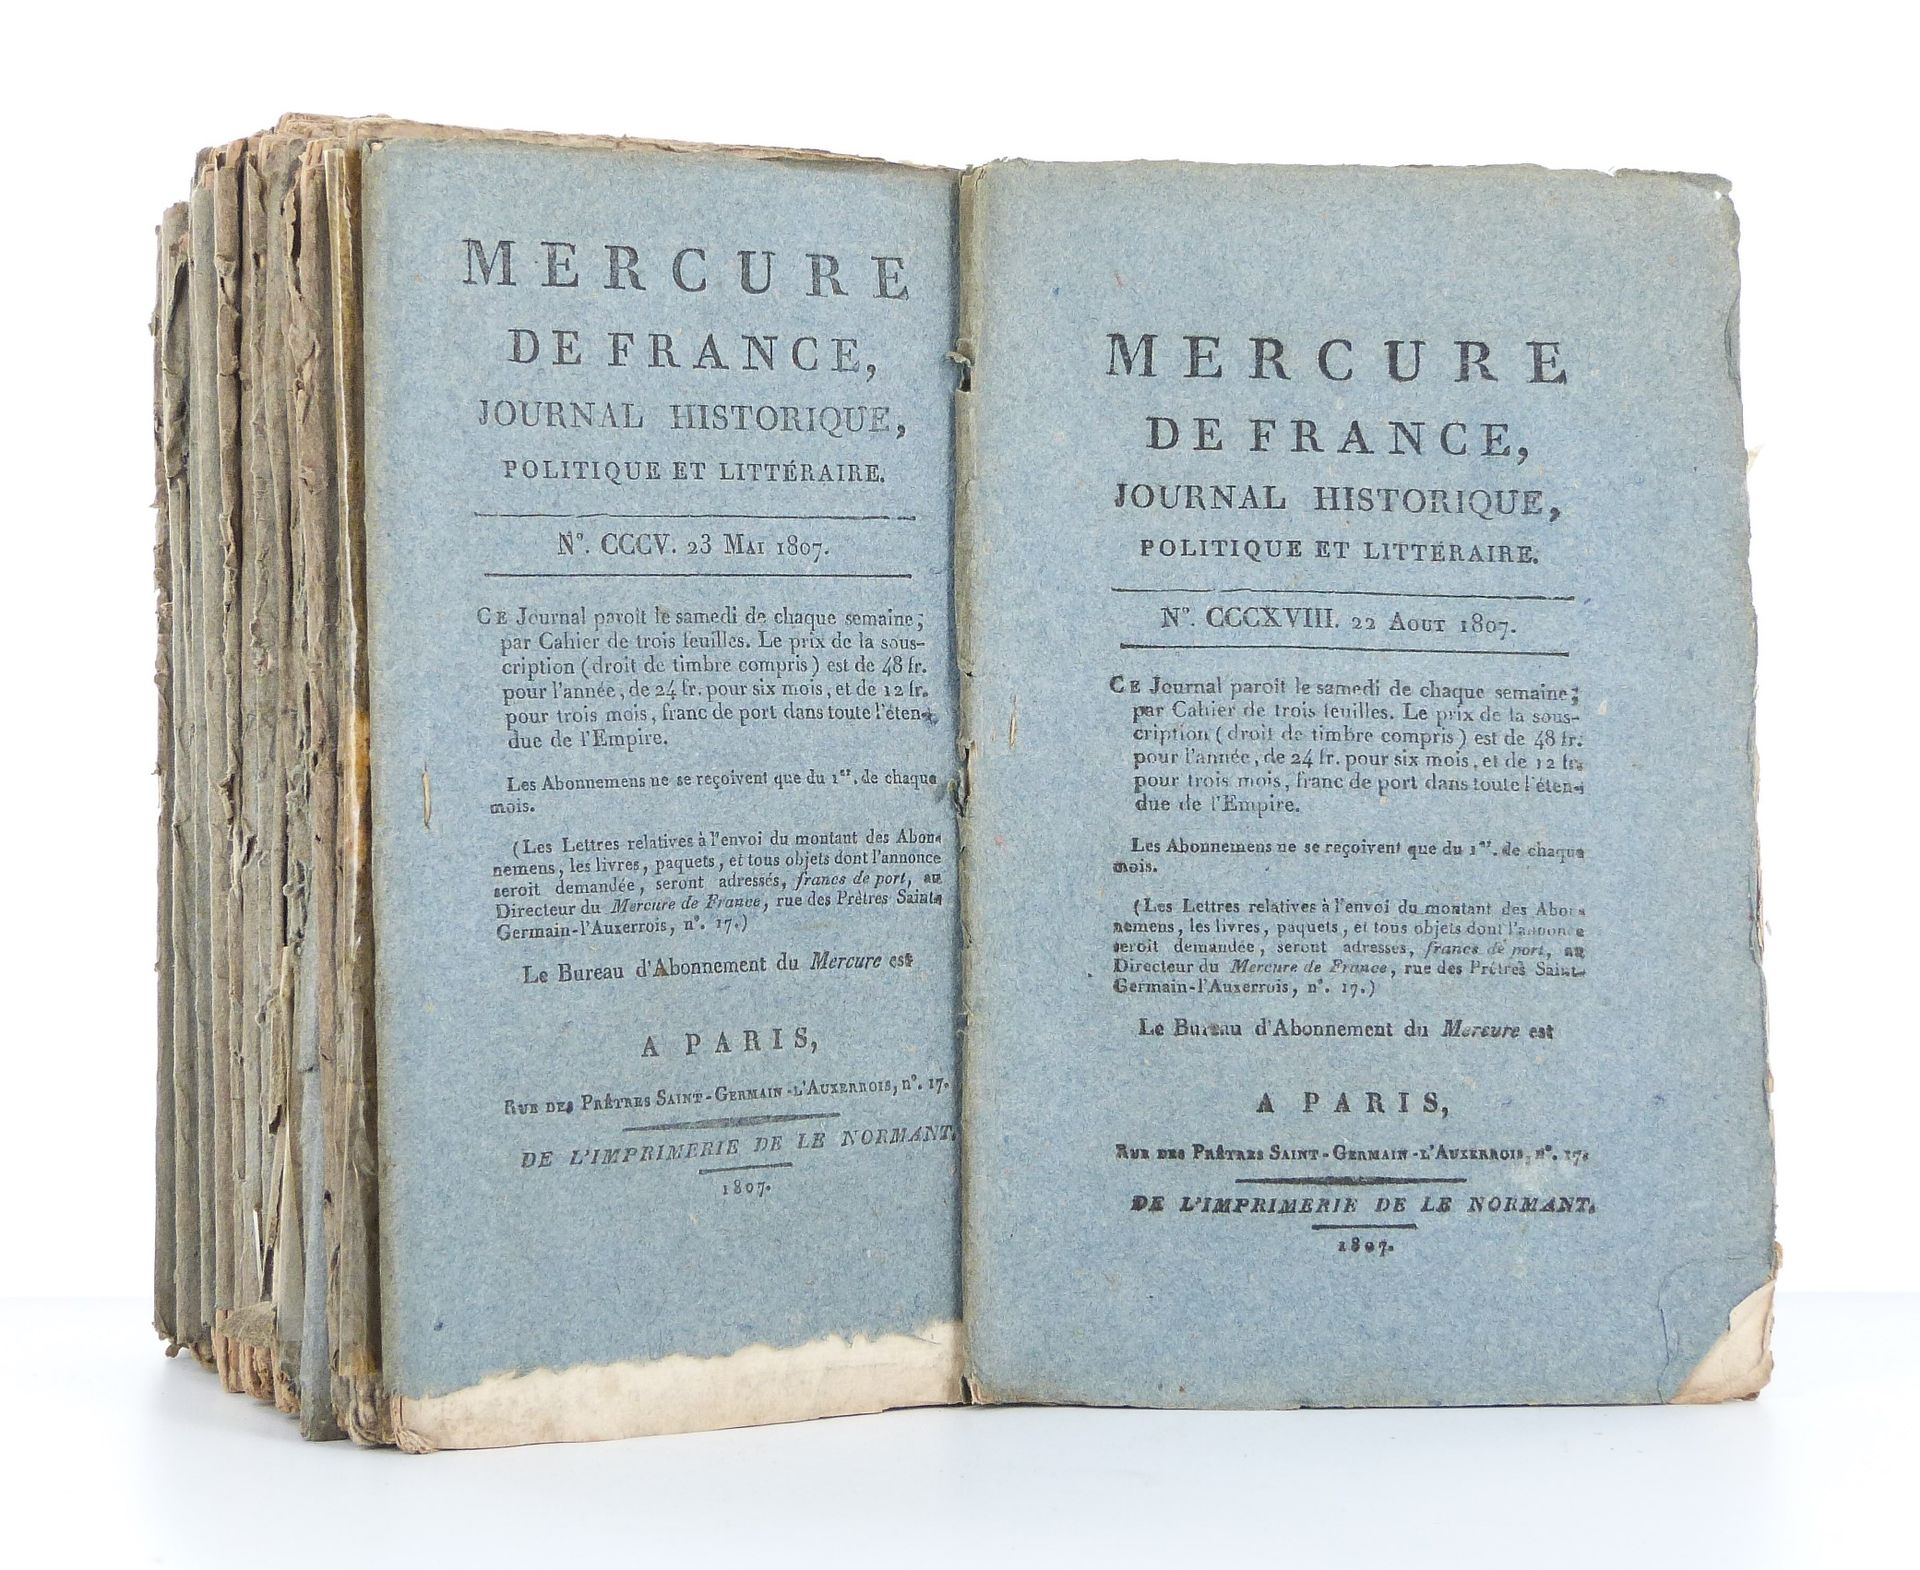 MERCURE
DE FRANCE,
JOURNAL HISTORIQUE,
POLITIQUE ET LITTÉRAIRE.
N°. CCCV. 23 MAI 1807.
CE Journal paroît le samedi de chaque semaine;
par Cahier de trois feuilles. Le prix de la sous-
cription (droit de timbre compris) est de 48 fr.
pour l'année, de 24 fr. pour six mois, et de 12 fr.
pour trois mois, franc de port dans toute l'éten-
due de l'Empire.
Les Abonnemens ne se reçoivent que du 1er. de chaque
mois.
(Les Lettres relatives à l'envoi du montant des Abon-
nemens, les livres, paquets, et tous objets dont l'annonce
seroit demandée, seront adressés, francs de port, au
Directeur du Mercure de France, rue des Prêtres Saint-
Germain-l'Auxerrois, n°. 17.)
Le Bureau d'Abonnement du Mercure est
A PARIS,
RUE DES PRÊTRES SAINT-GERMAIN-L'AUXERROIS, n°. 17.
DE L'IMPRIMERIE DE LE NORMANT.
1807.
MERCURE
DE FRANCE,
JOURNAL HISTORIQUE,
POLITIQUE ET LITTÉRAIRE.
N°. CCCXVIII. 22 AOUT 1807.
CE Journal paroît le samedi de chaque semaine;
par Cahier de trois feuilles. Le prix de la sous-
cription (droit de timbre compris) est de 48 fr.
pour l'année, de 24 fr. pour six mois, et de 12 fr.
pour trois mois, franc de port dans toute l'éten-
due de l'Empire.
Les Abonnemens ne se reçoivent que du 1er. de chaque
mois.
(Les Lettres relatives à l'envoi du montant des Abon-
nemens, les livres, paquets, et tous objets dont l'annonce
seroit demandée, seront adressés, francs de port, au
Directeur du Mercure de France, rue des Prêtres Saint-
Germain-l'Auxerrois, n°. 17.)
Le Bureau d'Abonnement du Mercure est
A PARIS,
RUE DES PRÊTRES SAINT-GERMAIN-L'AUXERROIS, n°. 17.
DE L'IMPRIMERIE DE LE NORMANT.
1807.